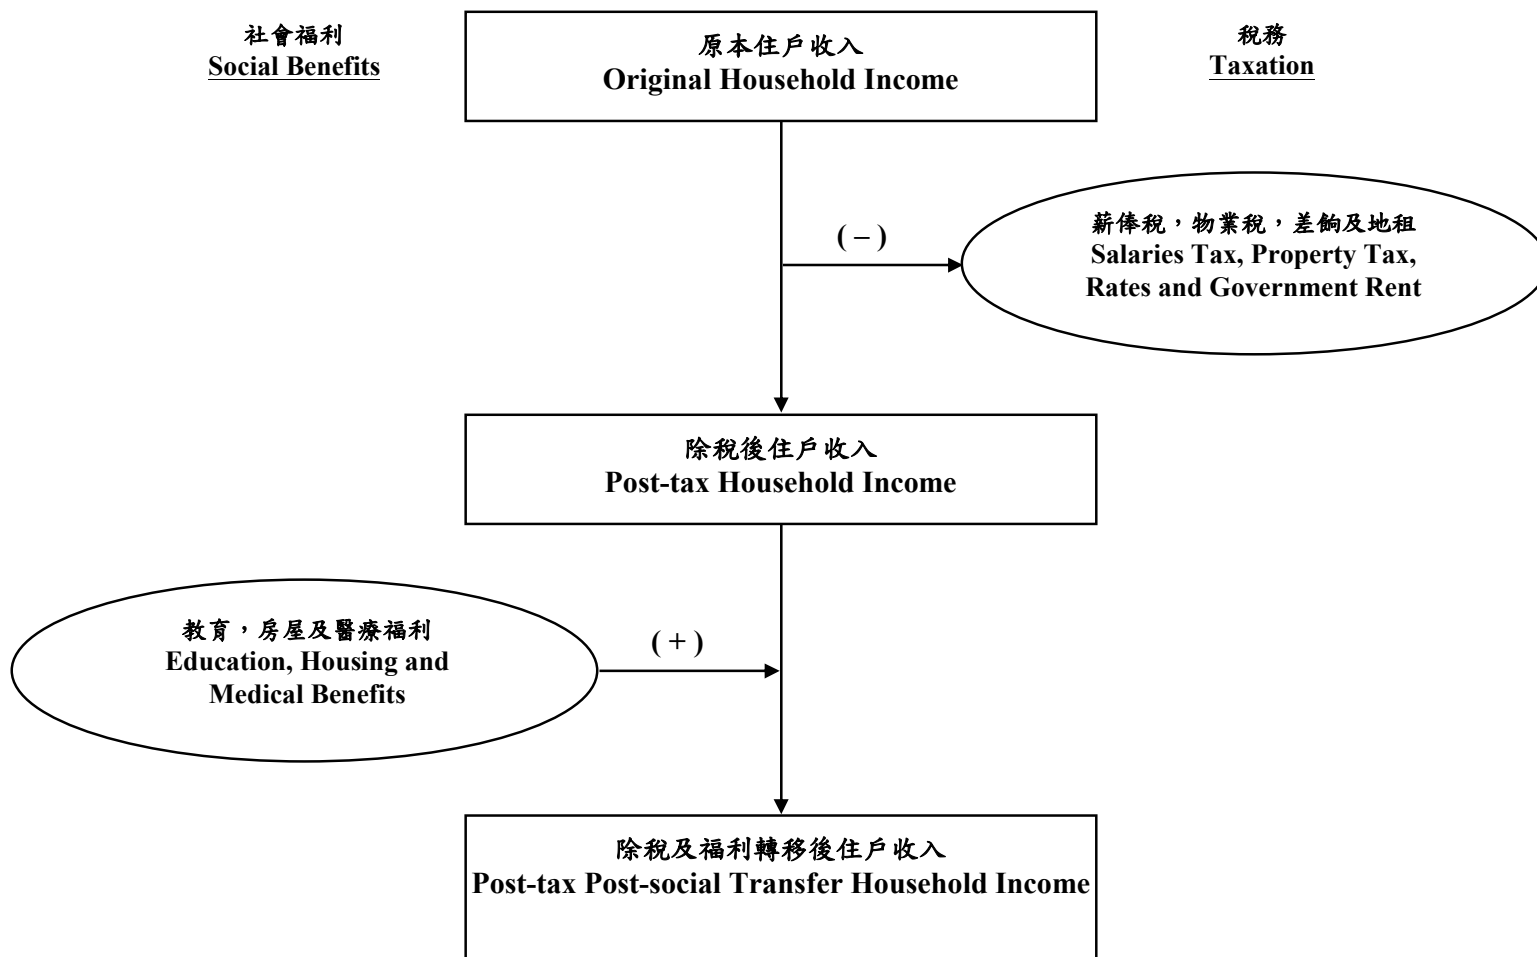 社會福利
Social Benefits
原本住戶收入
Original Household Income
稅務
Taxation
( – )
薪俸稅，物業稅，差餉及地租
Salaries Tax, Property Tax,
Rates and Government Rent
除稅後住戶收入
Post-tax Household Income
教育，房屋及醫療福利
Education, Housing and
Medical Benefits
( + )
除稅及福利轉移後住戶收入
Post-tax Post-social Transfer Household Income